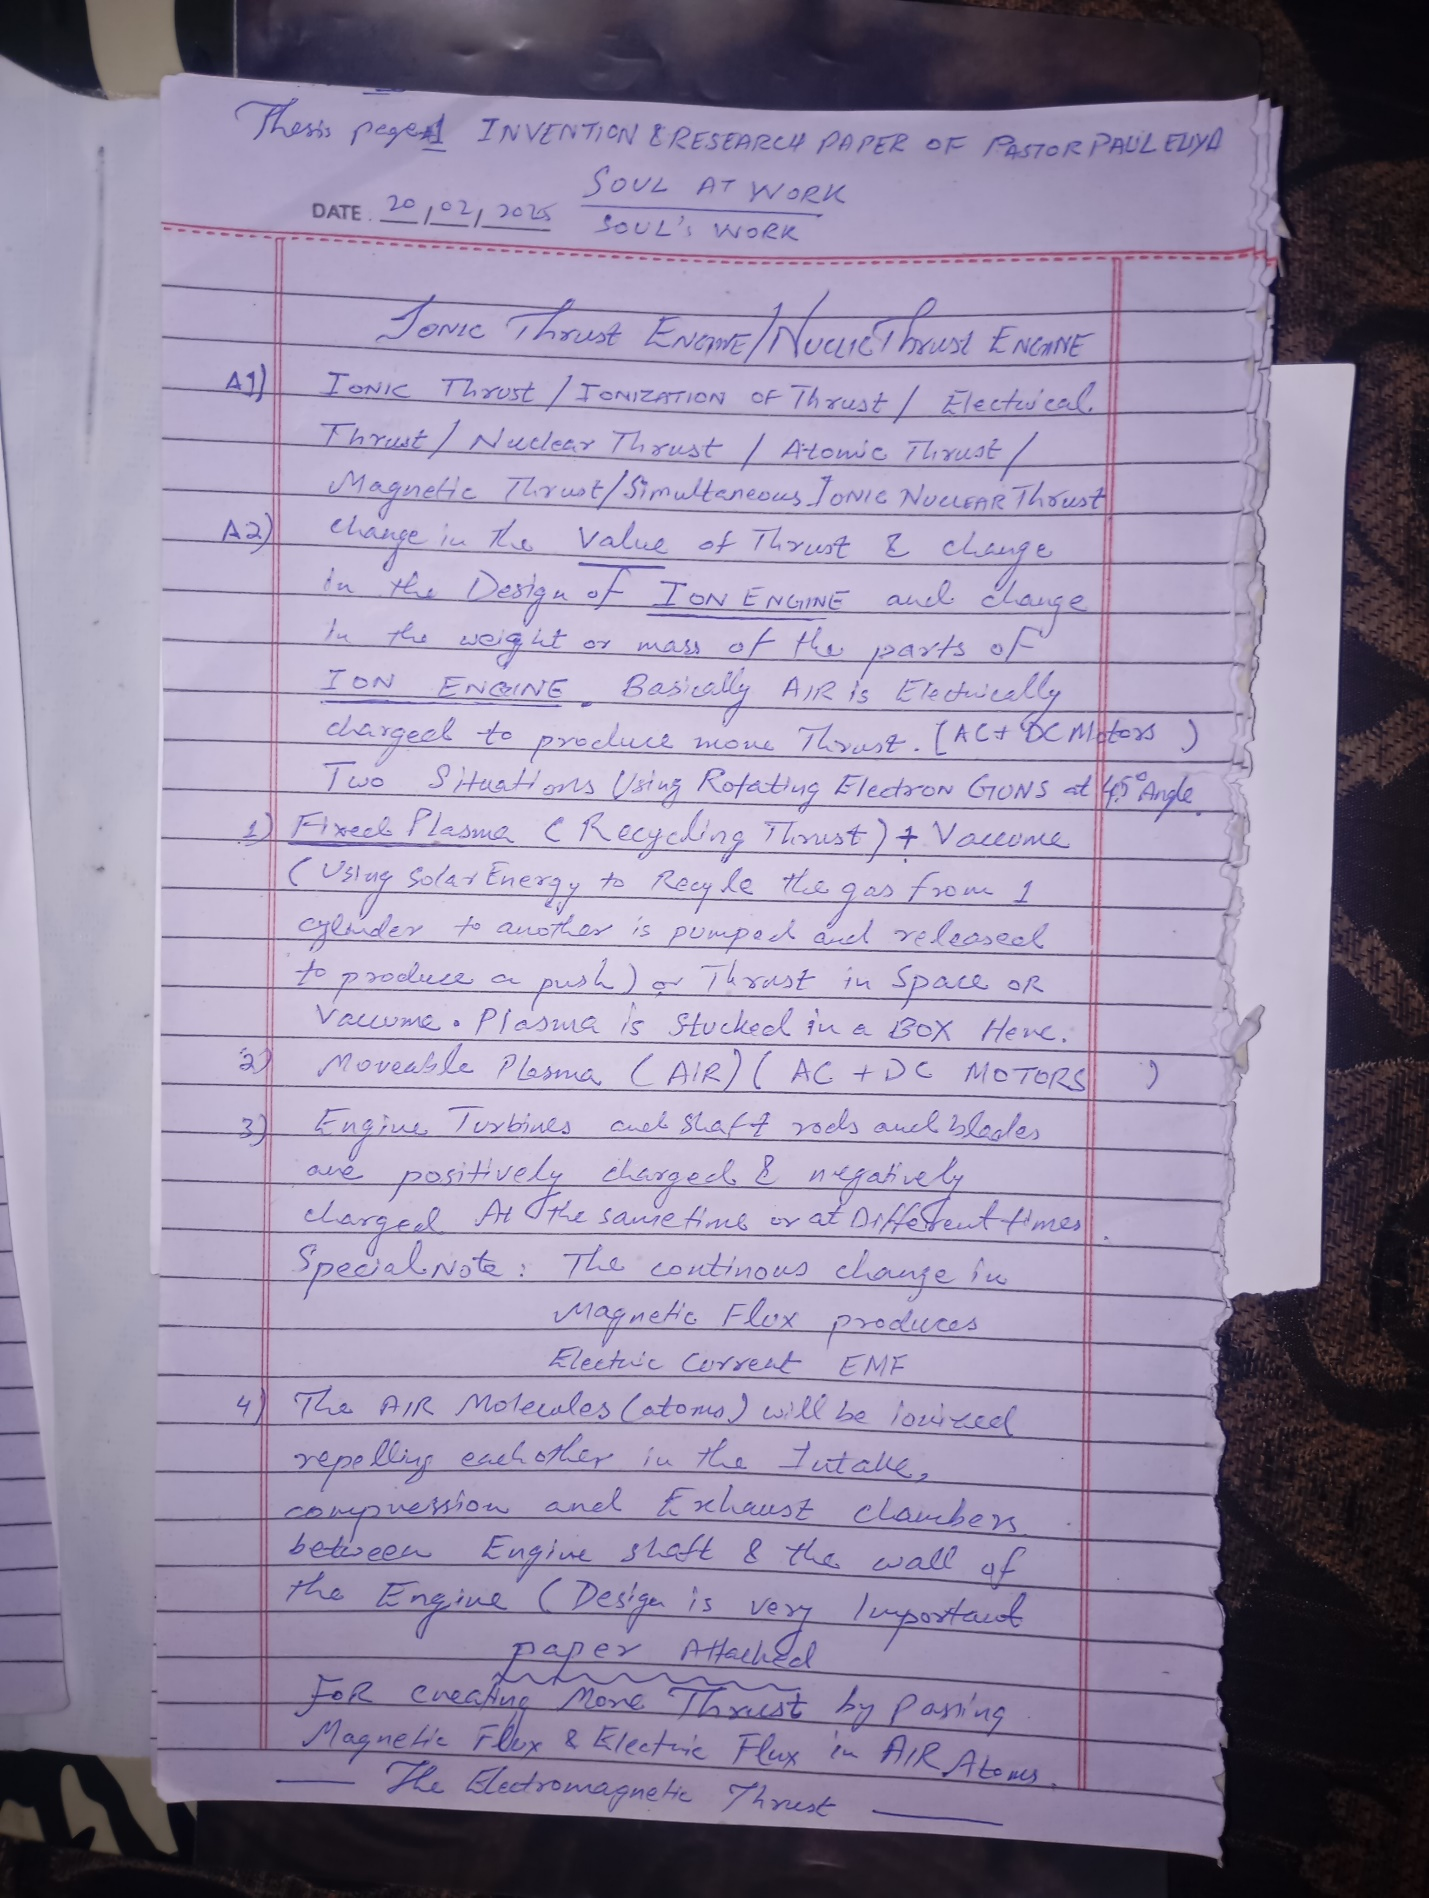 Thesis page 1 INVENTION & RESEARCH PAPER OF PASTOR PAUL ELIYA
SOUL AT WORK
DATE. 20/02/2025 SOUL'S WORK
IONIC Thrust ENGINE/NUCLIC Thrust ENGINE
A1) IONIC Thrust / IONIZATION OF Thrust / Electrical
Thrust / Nuclear Thrust / Atomic Thrust /
Magnetic Thrust/Simultaneous IONIC NUCLEAR Thrust
A2) change in the Value of Thrust & change
in the Design of ION ENGINE and change
in the weight or mass of the parts of
ION ENGINE. Basically AIR is Electrically
charged to produce more Thrust. (AC+DC Motors )
Two Situations Using Rotating Electron GUNS at 45° Angle.
1) Fixed Plasma ( Recycling Thrust) + Vaccume
(Using Solar Energy to Recyle the gas from 1
cylinder to another is pumped and released
to produce a push) or Thrust in Space OR
Vaccume. Plasma is Stucked in a BOX Here.
2) Moveable Plasma (AIR)( AC + DC MOTORS )
3) Engine Turbines and Shaft rods and blades
are positively charged & negatively
charged At the same time or at Different times.
Special Note: The continous change in
Magnetic Flux produces
Electric Current EMF
4) The AIR Molecules (atoms) will be ionized
repelling eachother in the Intake,
compression and Exhaust chambers
between Engine shaft & the wall of
the Engine (Design is very Important
paper Attached
FOR creating More Thrust by Passing
Magnetic Flux & Electric Flux in AIR Atoms.
— The Electromagnetic Thrust —